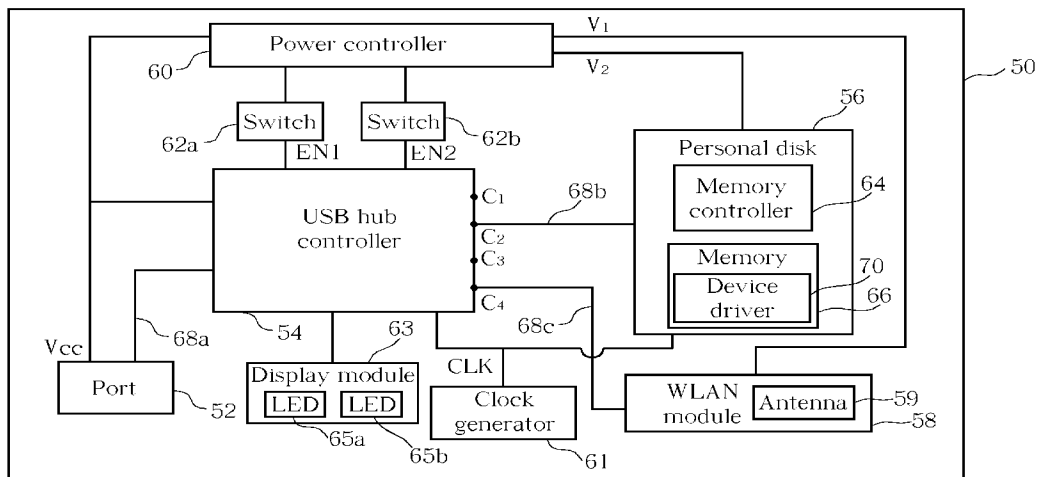 V1
Power controller
V2
60
50
56
Switch
Switch
62a
62b
EN1
EN2
Personal disk
Memory
controller
64
C1
68b
USB hub
controller
C2
C3
Memory
70
Device
driver
66
C4
54
63
68c
68a
Vcc
CLK
Display module
Port
LED
LED
Clock
generator
WLAN
module
Antenna
59
52
58
65a
65b
61